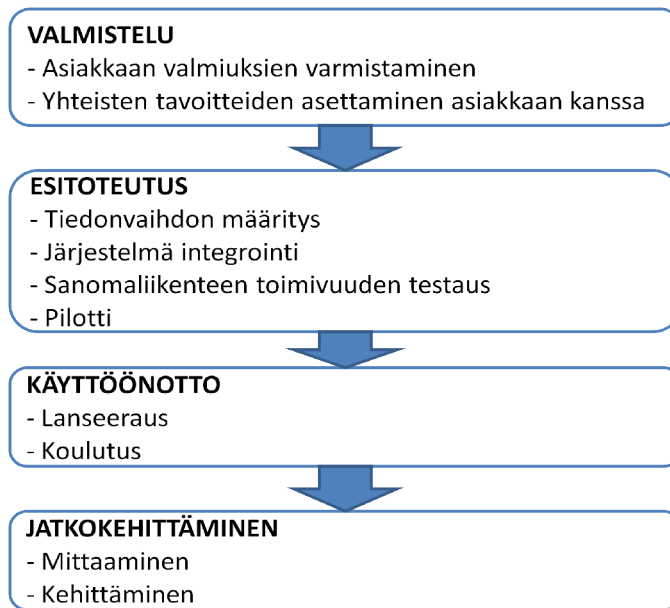 VALMISTELU
- Asiakkaan valmiuksien varmistaminen
- Yhteisten tavoitteiden asettaminen asiakkaan kanssa
ESITOTEUTUS
- Tiedonvaihdon määritys
- Järjestelmä integrointi
- Sanomaliikenteen toimivuuden testaus
- Pilotti
KÄYTTÖÖNOTTO
- Lanseeraus
- Koulutus
JATKOKEHITTÄMINEN
- Mittaaminen
- Kehittäminen